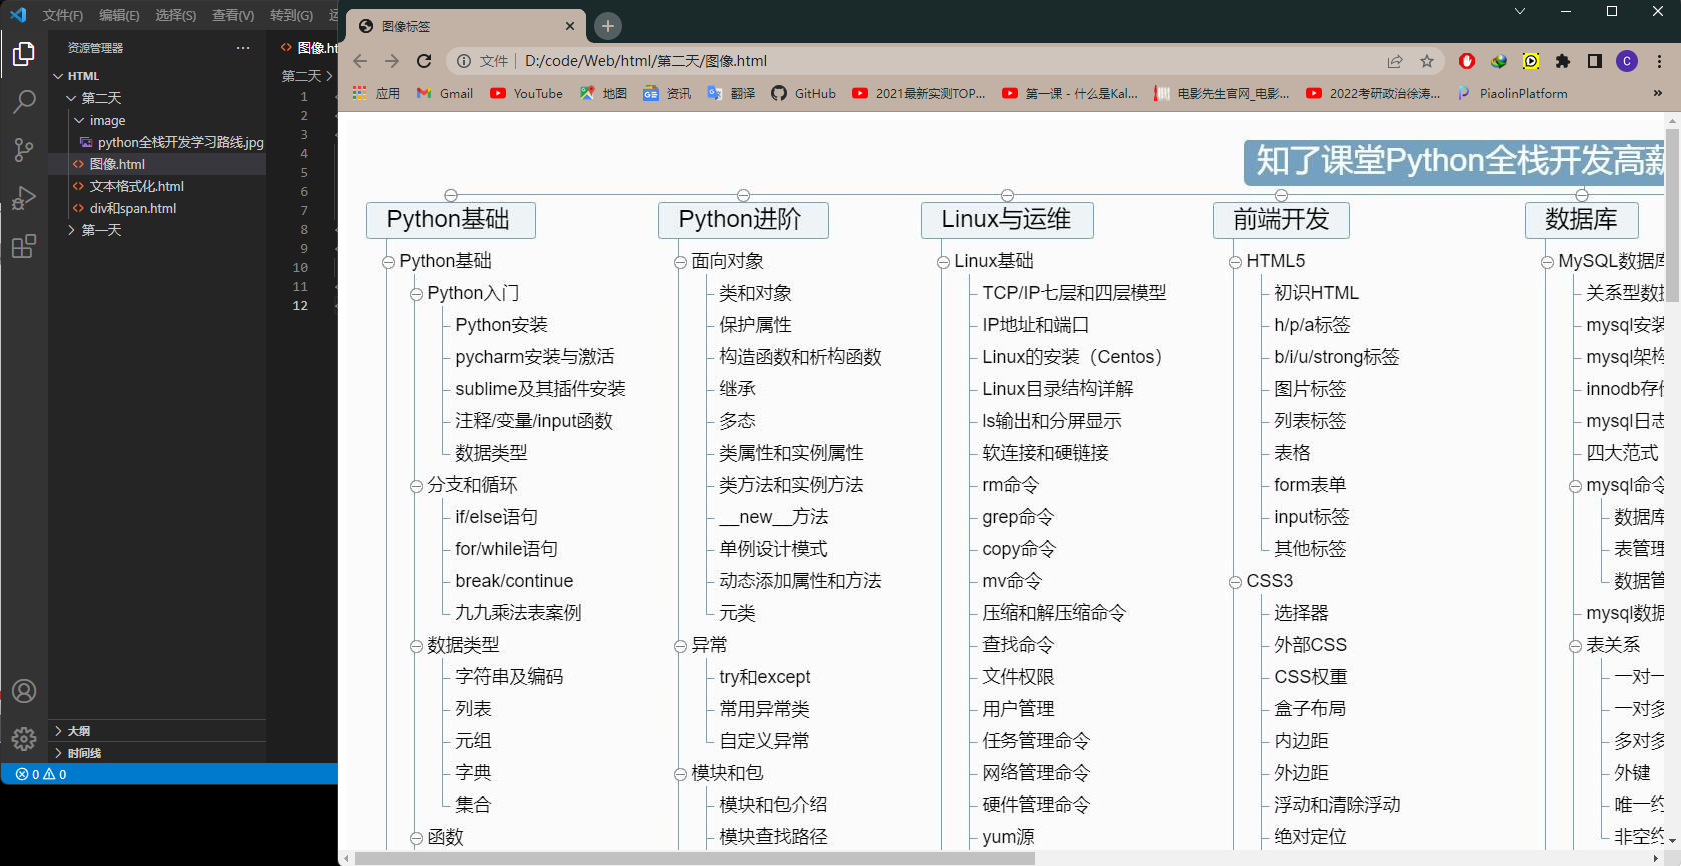 文件(F) 编辑(E) 选择(S) 查看(V) 转到(G)
资源管理器
HTML
第二天
image
python全栈开发学习路线.jpg
图像.html
文本格式化.html
div和span.html
第一天
大纲
时间线
0 0
第二天
1
2
3
4
5
6
7
8
9
10
11
12
图像标签
文件 D:/code/Web/html/第二天/图像.html
C
应用 Gmail YouTube 地图 资讯 翻译 GitHub 2021最新实测TOP... 第一课 - 什么是Kal... 电影先生官网_电影... 2022考研政治徐涛... PiaolinPlatform »
知了课堂Python全栈开发高薪
Python基础
Python基础
Python入门
Python安装
pycharm安装与激活
sublime及其插件安装
注释/变量/input函数
数据类型
分支和循环
if/else语句
for/while语句
break/continue
九九乘法表案例
数据类型
字符串及编码
列表
元组
字典
集合
函数
Python进阶
面向对象
类和对象
保护属性
构造函数和析构函数
继承
多态
类属性和实例属性
类方法和实例方法
__new__方法
单例设计模式
动态添加属性和方法
元类
异常
try和except
常用异常类
自定义异常
模块和包
模块和包介绍
模块查找路径
Linux与运维
Linux基础
TCP/IP七层和四层模型
IP地址和端口
Linux的安装（Centos）
Linux目录结构详解
ls输出和分屏显示
软连接和硬链接
rm命令
grep命令
copy命令
mv命令
压缩和解压缩命令
查找命令
文件权限
用户管理
任务管理命令
网络管理命令
硬件管理命令
yum源
前端开发
HTML5
初识HTML
h/p/a标签
b/i/u/strong标签
图片标签
列表标签
表格
form表单
input标签
其他标签
CSS3
选择器
外部CSS
CSS权重
盒子布局
内边距
外边距
浮动和清除浮动
绝对定位
数据库
MySQL数据库
关系型数据
mysql安装
mysql架构
innodb存储
mysql日志
四大范式
mysql命令
数据库
表管理
数据管
mysql数据
表关系
一对一
一对多
多对多
外键
唯一约
非空约